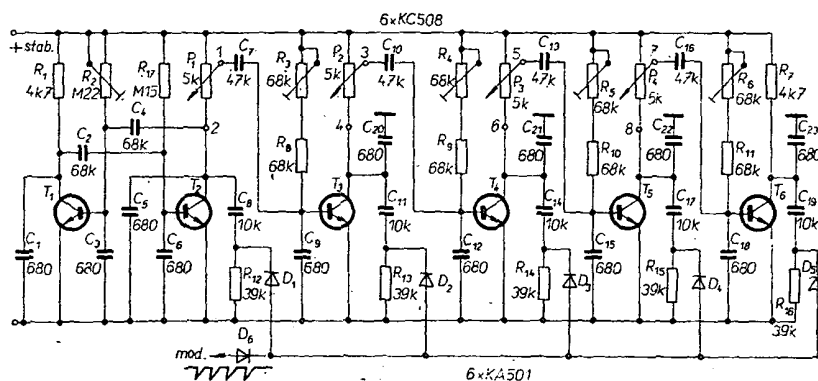 6×KC508
+ stab.
R1
4k7
R2
M22
R17
M15
P1
5k
1
C7
47k
R3
68k
P2
5k
3
C10
47k
R4
68k
5
P3
5k
C13
47k
R5
68k
7
P4
5k
C16
47k
R6
68k
R7
4k7
C4
68k
2
C2
68k
R8
68k
4
C20
680
R9
68k
6
C21
680
R10
68k
8
C22
680
R11
68k
C23
680
T1
T2
T3
T4
T5
T6
C1
680
C3
680
C5
680
C6
680
C8
10k
C9
680
C11
10k
C12
680
C14
10k
C15
680
C17
10k
C18
680
C19
10k
R12
39k
D1
R13
39k
D2
R14
39k
D3
R15
39k
D4
R16
39k
D5
mod.
D6
6×KA501